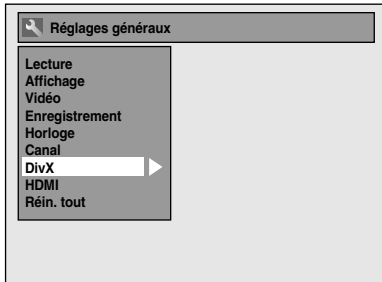 Réglages généraux
Lecture
Affichage
Vidéo
Enregistrement
Horloge
Canal
DivX
HDMI
Réin. tout